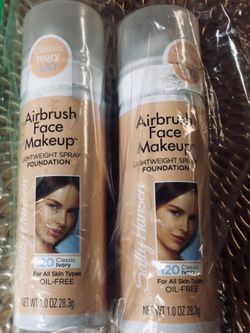 Classic
Ivory
120
Airbrush
Face
Makeup
LIGHTWEIGHT SPRAY
FOUNDATION
Sally Hansen
120 Classic
Ivory
For All Skin Types
OIL-FREE
NET WT 1.0 OZ 28.3g
Airbrush
Face
Makeup
LIGHTWEIGHT SPRAY
FOUNDATION
Sally Hansen
120 Classic
Ivory
For All Skin Types
OIL-FREE
NET WT 1.0 OZ 28.3g